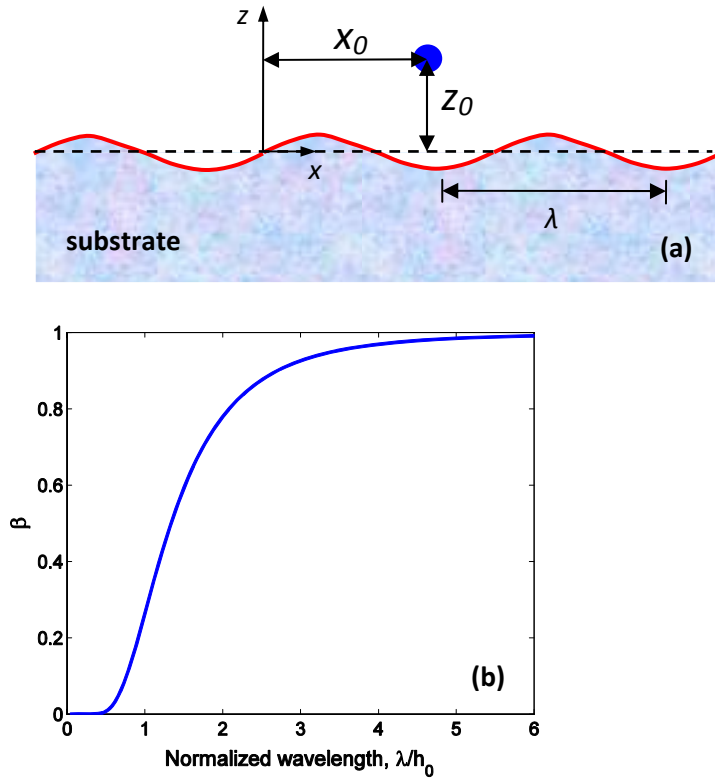 z
x₀
z₀
x
λ
substrate
(a)
1
0.8
0.6
0.4
0.2
0
β
(b)
0 1 2 3 4 5 6
Normalized wavelength, λ/h₀